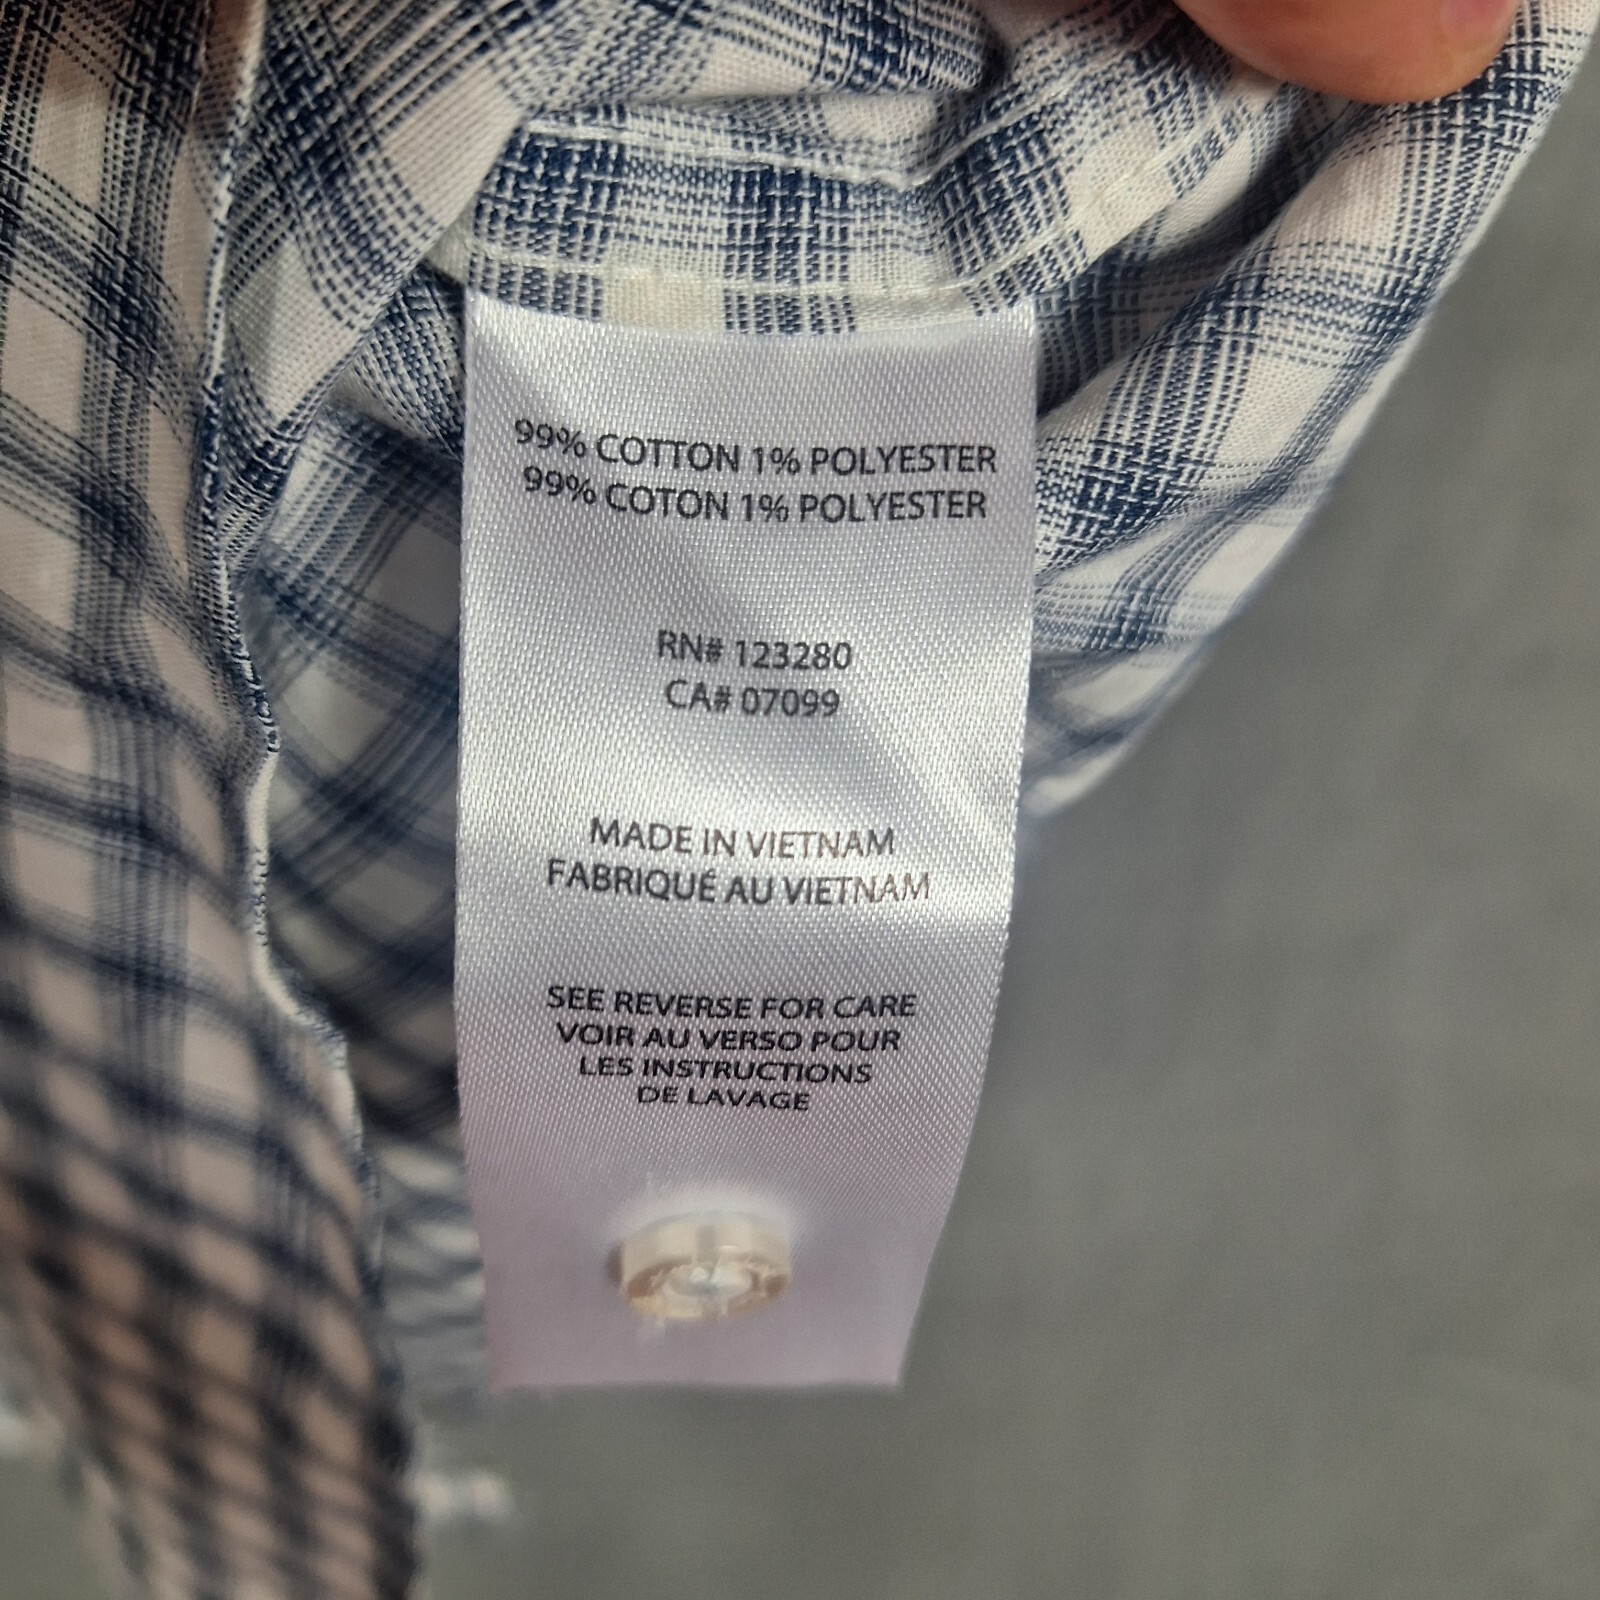 99% COTTON 1% POLYESTER
99% COTON 1% POLYESTER
RN# 123280
CA# 07099
MADE IN VIETNAM
FABRIQUÉ AU VIETNAM
SEE REVERSE FOR CARE
VOIR AU VERSO POUR
LES INSTRUCTIONS
DE LAVAGE